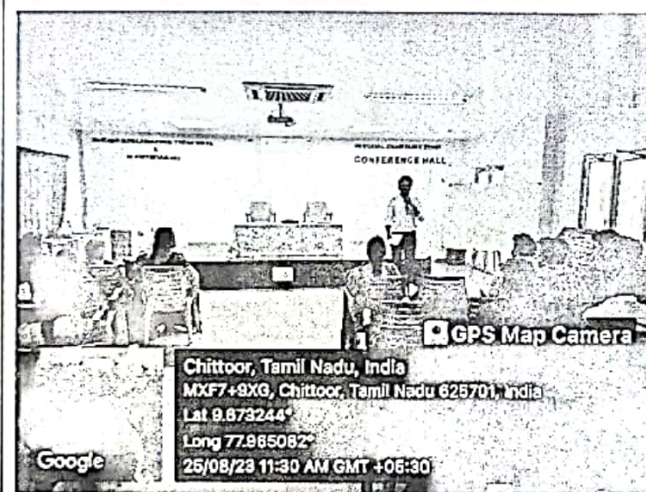 CONFERENCE HALL
GPS Map Camera
Chittoor, Tamil Nadu, India
MXF7+9XG, Chittoor, Tamil Nadu 625701, India
Lat 9.673244°
Long 77.965082°
25/08/23 11:30 AM GMT +05:30
Google